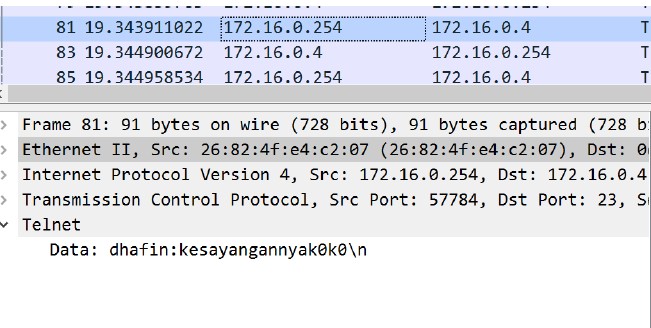 81 19.343911022 172.16.0.254 172.16.0.4 T
83 19.344900672 172.16.0.4 172.16.0.254 T
85 19.344958534 172.16.0.254 172.16.0.4 T
Frame 81: 91 bytes on wire (728 bits), 91 bytes captured (728 b
Ethernet II, Src: 26:82:4f:e4:c2:07 (26:82:4f:e4:c2:07), Dst: 0
Internet Protocol Version 4, Src: 172.16.0.254, Dst: 172.16.0.4
Transmission Control Protocol, Src Port: 57784, Dst Port: 23, S
Telnet
Data: dhafin:kesayangannyak0k0\n